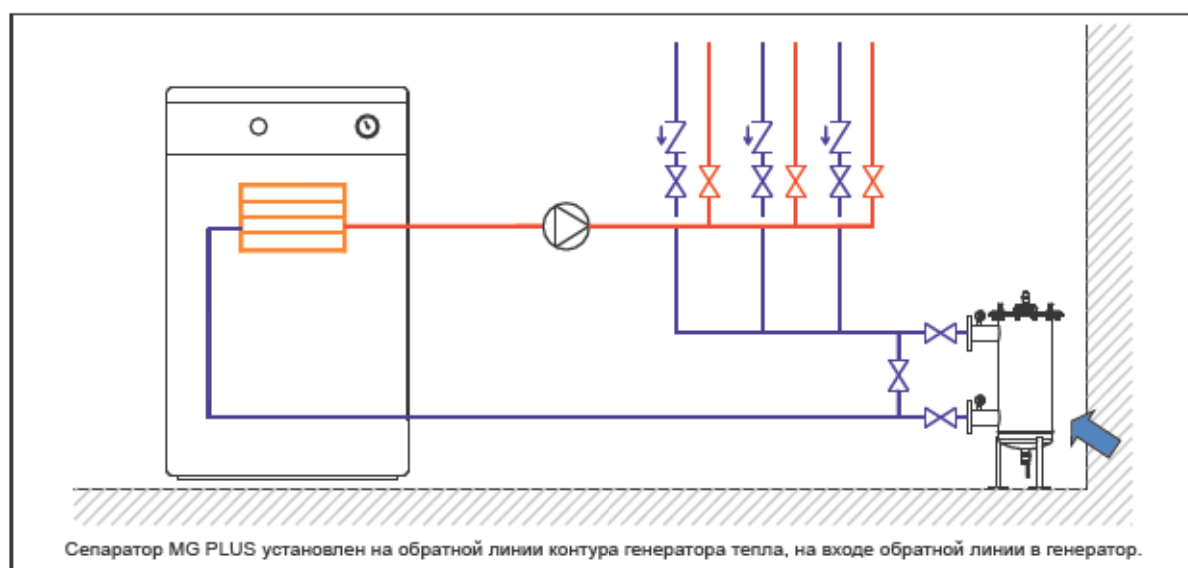 Сепаратор MG PLUS установлен на обратной линии контура генератора тепла, на входе обратной линии в генератор.